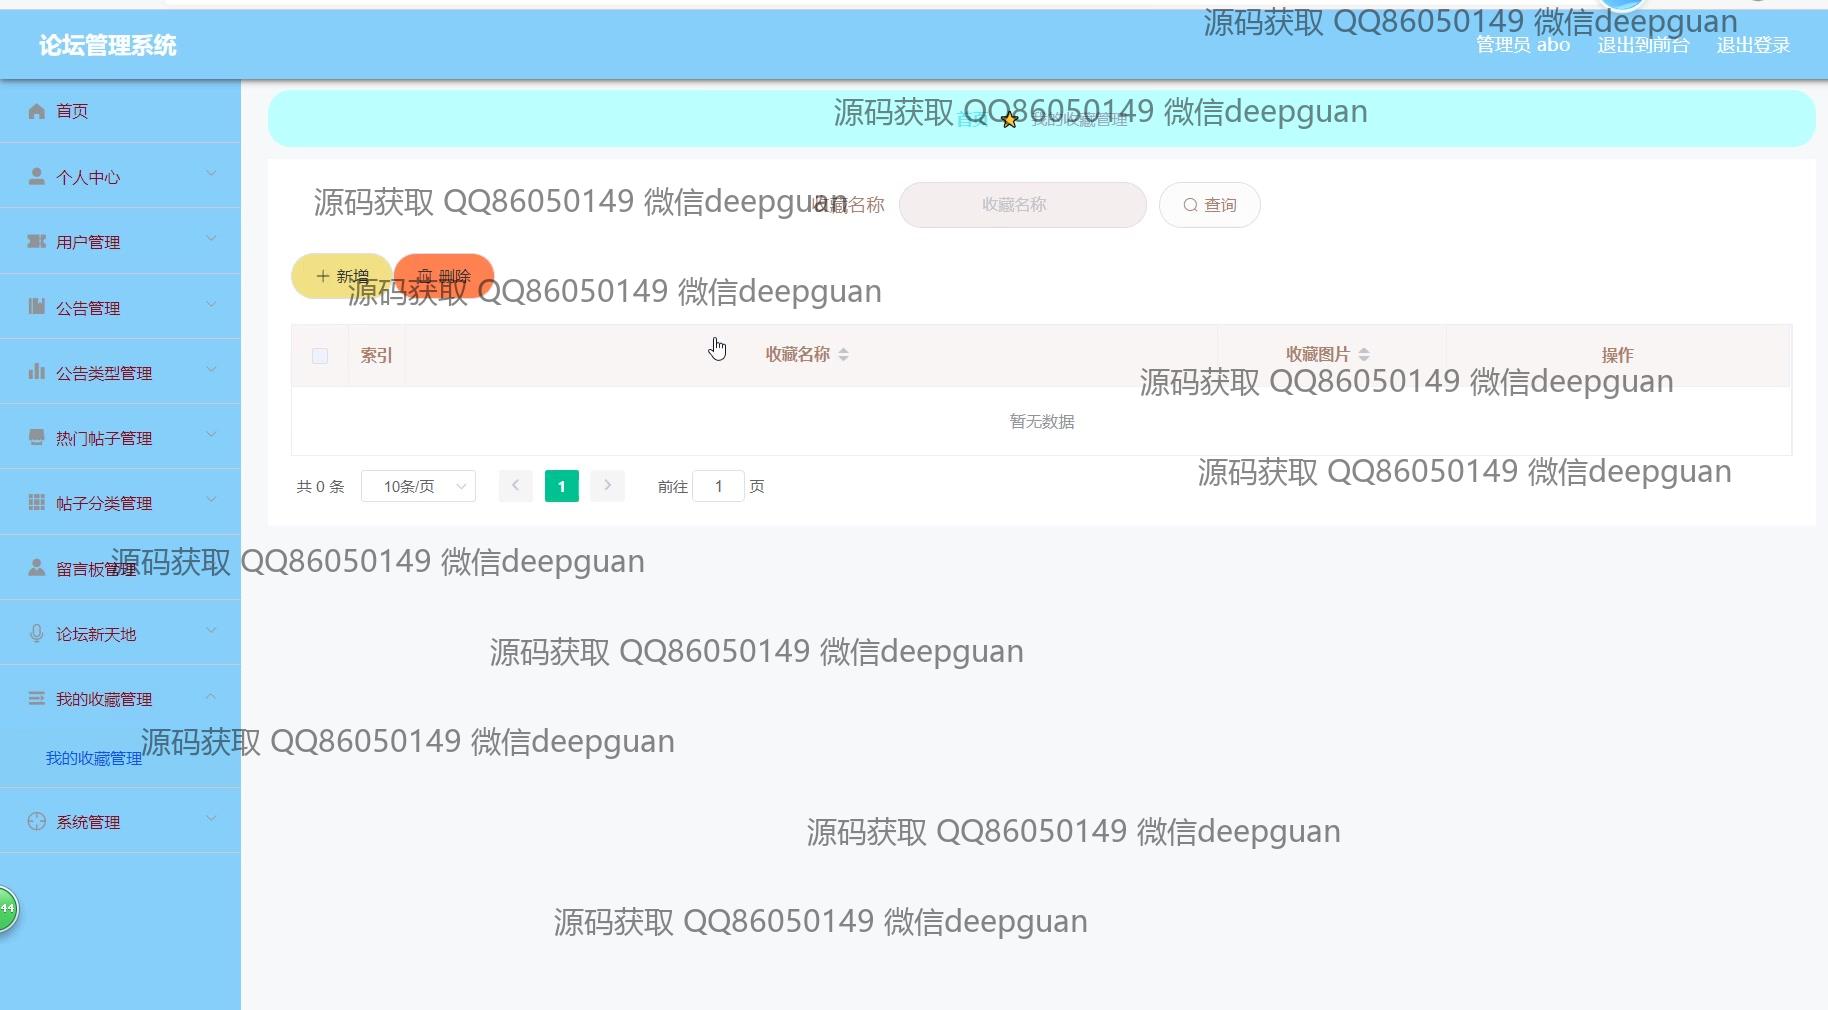 源码获取 QQ86050149 微信deepguan
论坛管理系统
管理员 abo 退出到前台 退出登录
首页
源码获取 QQ86050149 微信deepguan
首页 我的收藏管理
个人中心
源码获取 QQ86050149 微信deepguan
收藏名称 收藏名称 查询
用户管理
新增 删除
源码获取 QQ86050149 微信deepguan
公告管理
索引 收藏名称 收藏图片 操作
公告类型管理
源码获取 QQ86050149 微信deepguan
暂无数据
热门帖子管理
源码获取 QQ86050149 微信deepguan
共 0 条 10条/页 1 前往 1 页
帖子分类管理
源码获取 QQ86050149 微信deepguan
留言板管理
论坛新天地
源码获取 QQ86050149 微信deepguan
我的收藏管理
源码获取 QQ86050149 微信deepguan
我的收藏管理
系统管理
源码获取 QQ86050149 微信deepguan
44
源码获取 QQ86050149 微信deepguan